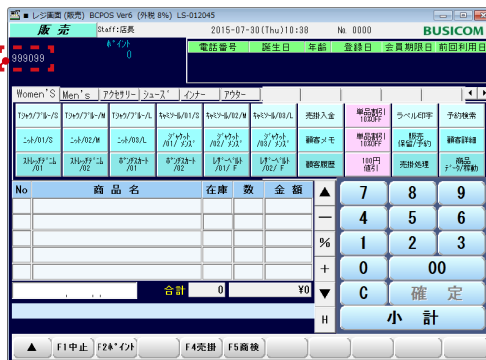 ■ レジ画面 (販売) BCPOS Ver6 (外税 8%) LS-012045
販 売 Staff:店長 2015-07-30(Thu)10:38 № 0000 BUSICOM
999099 ﾎﾟｲﾝﾄ 0 電話番号 誕生日 年齢 登録日 会員期限日 前回利用日
Women'S Men's アクセサリー シューズ インナー アウター
Tｼｬﾂ/ﾌﾞﾙｰ/S Tｼｬﾂ/ﾌﾞﾙｰ/M Tｼｬﾂ/ﾌﾞﾙｰ/L ｷｬﾐｿｰﾙ/01/S ｷｬﾐｿｰﾙ/02/M ｷｬﾐｿｰﾙ/03/L 売掛入金 単品割引 10%OFF ラベル印字 予約検索
ﾆｯﾄ/01/S ﾆｯﾄ/02/M ﾆｯﾄ/03/L ｼﾞｬｹｯﾄ /01/ ﾒﾝｽﾞ ｼﾞｬｹｯﾄ /02/ ﾒﾝｽﾞ ｼﾞｬｹｯﾄ /03/ ﾒﾝｽﾞ 顧客メモ 単品割引 10%OFF 販売 保留/予約 顧客詳細
ｽﾄﾚｯﾁﾃﾞﾆﾑ /01 ｽﾄﾚｯﾁﾃﾞﾆﾑ /02 ﾎﾞﾝｸﾞｽｶｰﾄ /01 ﾎﾞﾝｸﾞｽｶｰﾄ /02 ﾚｻﾞｰﾍﾞﾙﾄ /01/ F ﾚｻﾞｰﾍﾞﾙﾄ /02/ F 顧客履歴 100円 値引 売掛処理 商品 ﾃﾞｰﾀ/移動
No 商 品 名 在庫 数 金 額 ▲ 7 8 9
— 4 5 6
% 1 2 3
+ 0 00
. . 合計 0 ¥0 ▼ C 確 定
H 小 計
▲ F1中止 F2ﾎﾟｲﾝﾄ F4売掛 F5商検